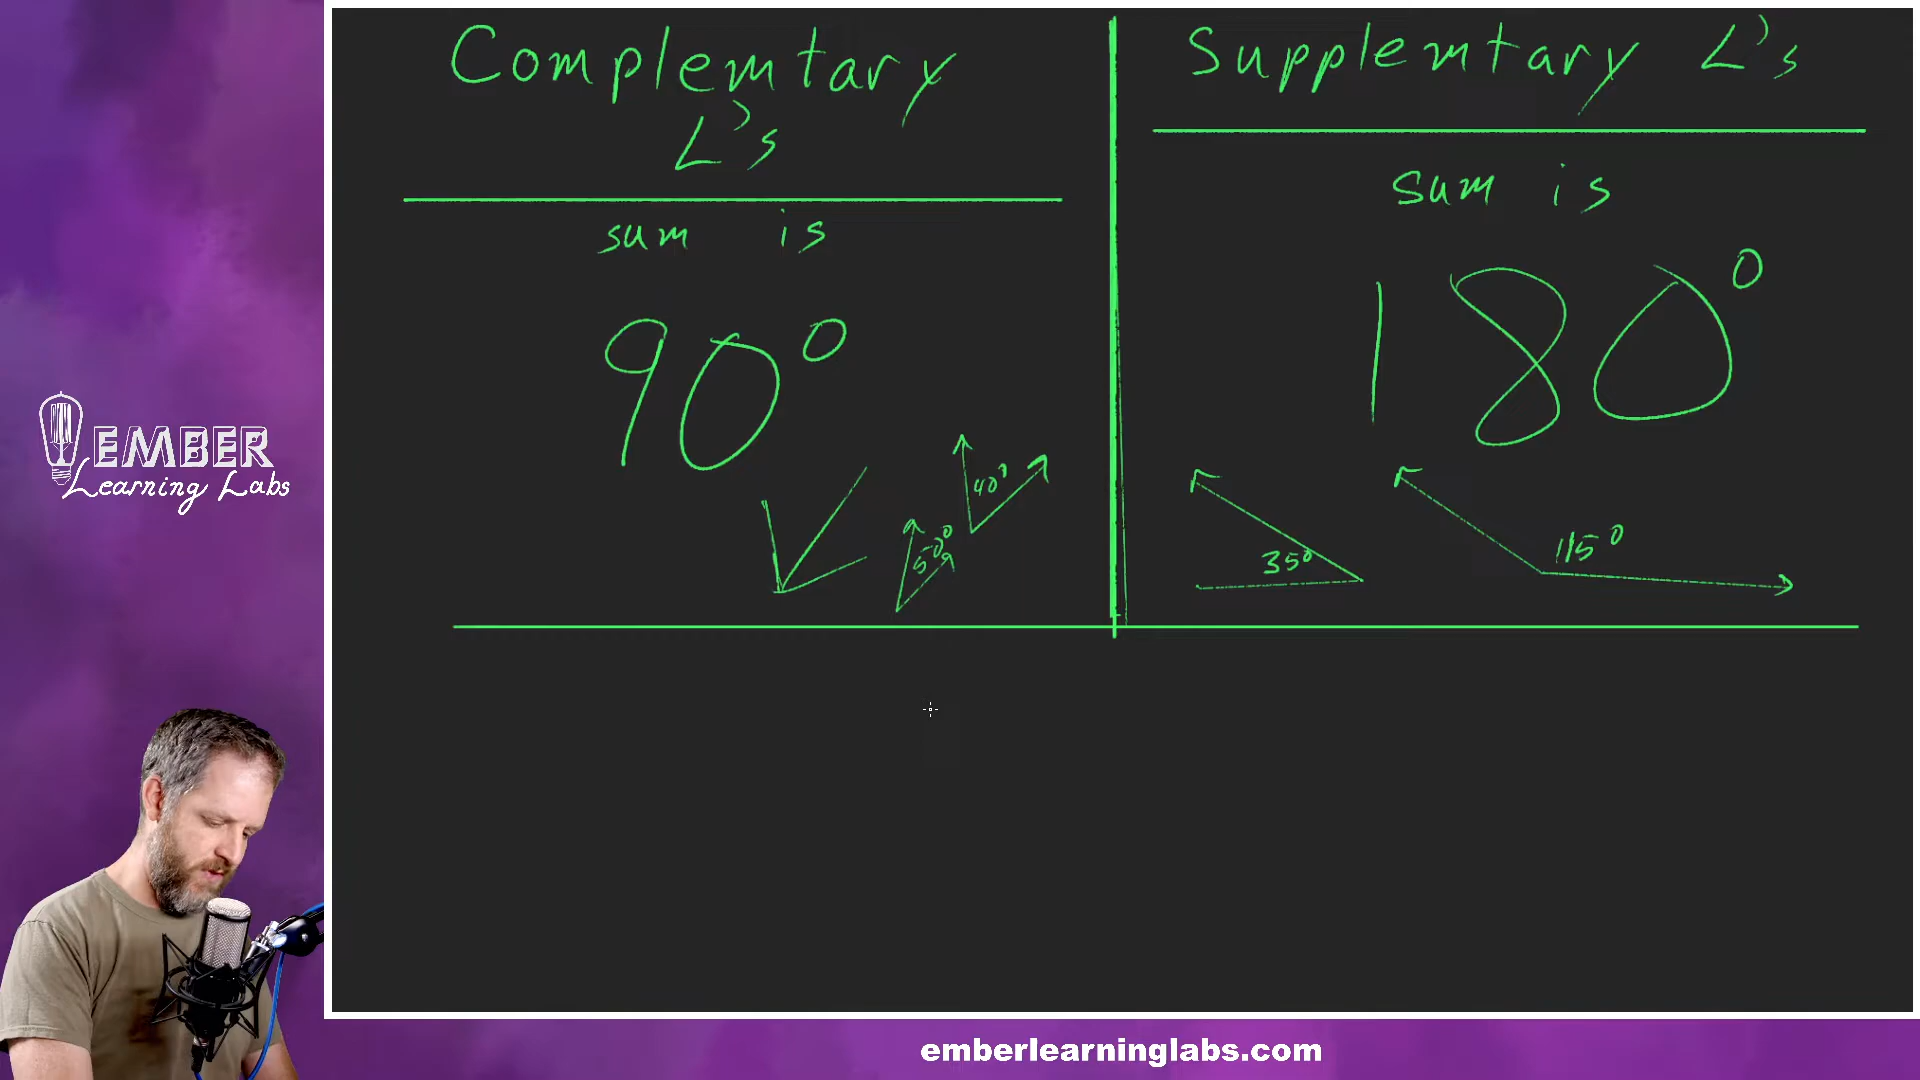 Complemtary
L's
sum is
90°
40°
50°
Supplemtary L's
sum is
180°
35°
115°
EMBER
Learning Labs
emberlearninglabs.com